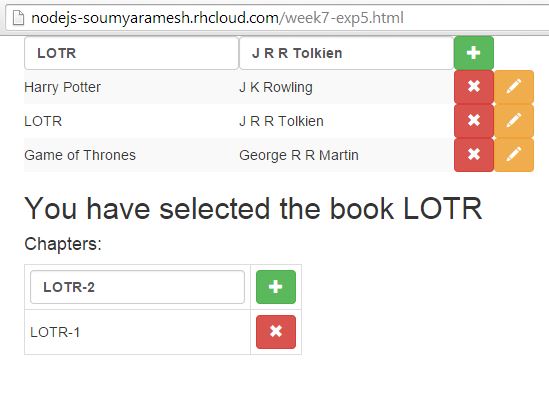 nodejs-soumyaramesh.rhcloud.com/week7-exp5.html
LOTR J R R Tolkien
Harry Potter J K Rowling
LOTR J R R Tolkien
Game of Thrones George R R Martin
You have selected the book LOTR
Chapters:
LOTR-2
LOTR-1